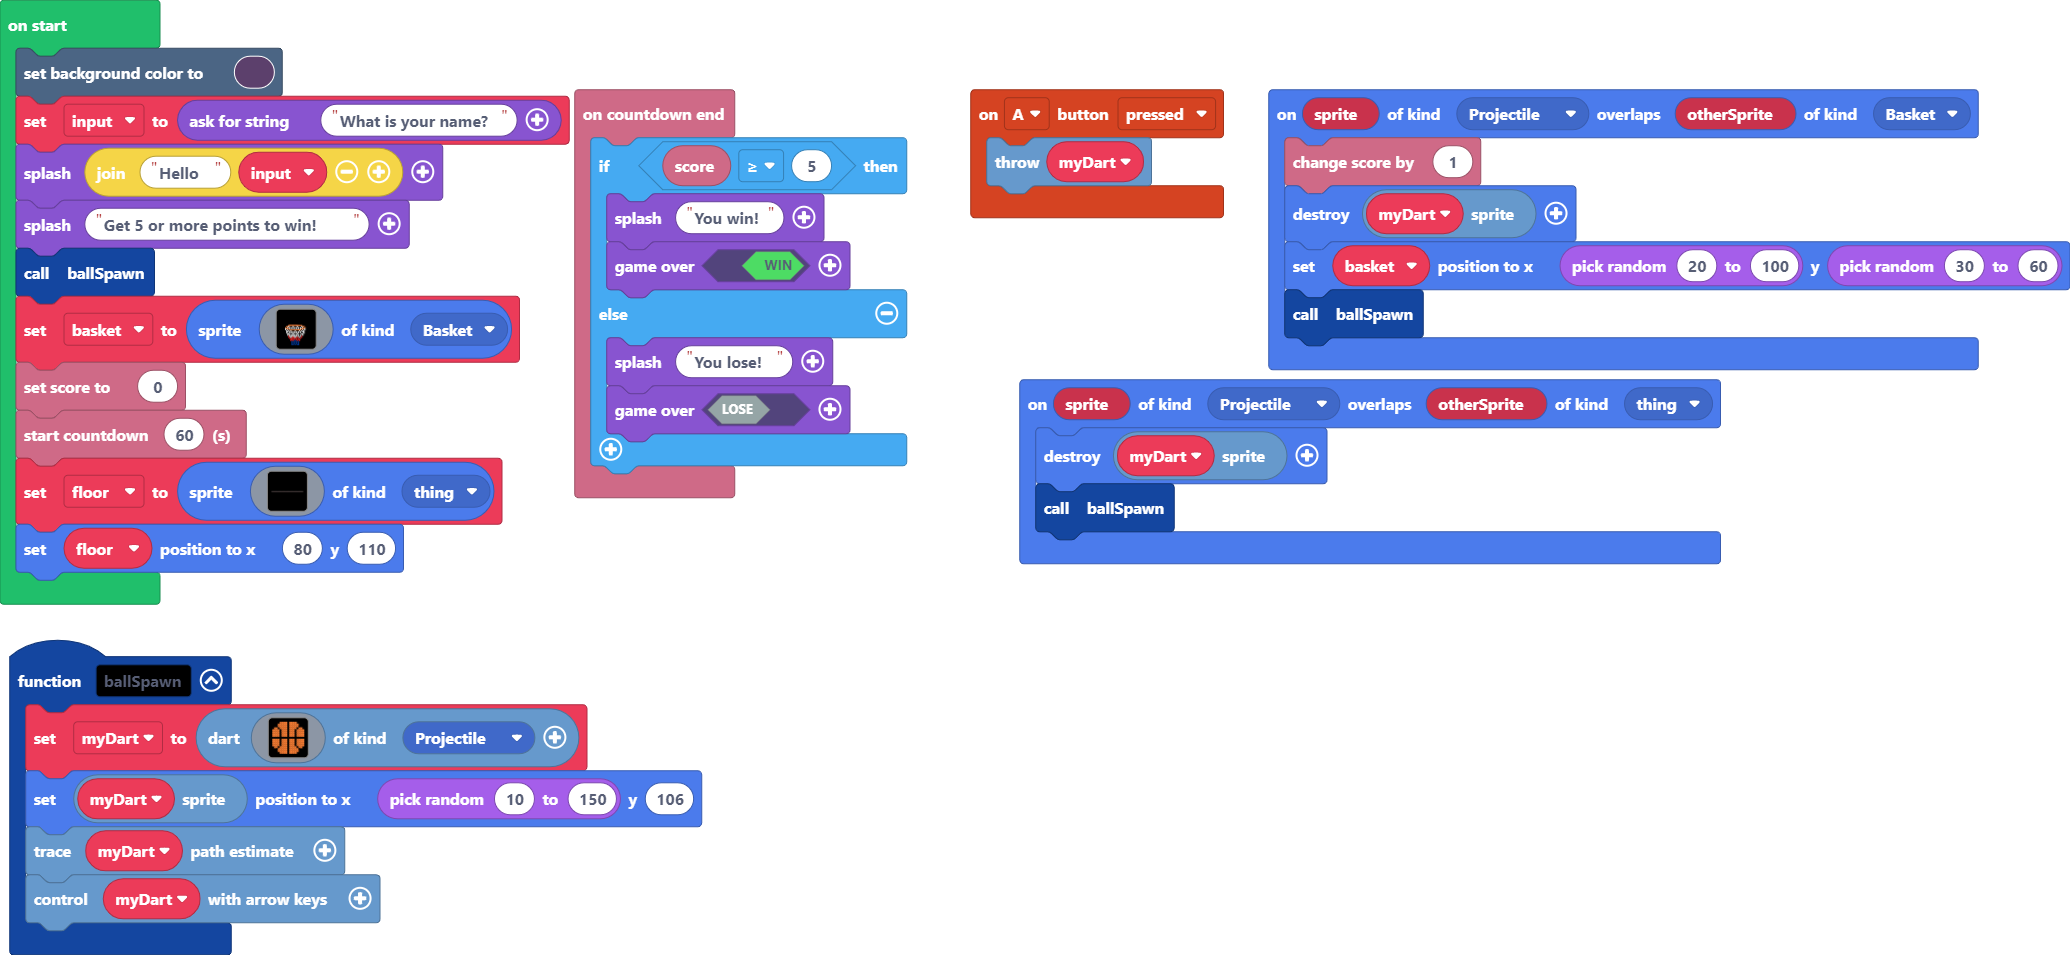 on start
set background color to
set input to ask for string "What is your name?"
splash join "Hello " input
splash "Get 5 or more points to win! "
call ballSpawn
set basket to sprite of kind Basket
set score to 0
start countdown 60 (s)
set floor to sprite of kind thing
set floor position to x 80 y 110
on countdown end
if score ≥ 5 then
splash "You win! "
game over WIN
else
splash "You lose! "
game over LOSE
on A button pressed
throw myDart
on sprite of kind Projectile overlaps otherSprite of kind Basket
change score by 1
destroy myDart sprite
set basket position to x pick random 20 to 100 y pick random 30 to 60
call ballSpawn
on sprite of kind Projectile overlaps otherSprite of kind thing
destroy myDart sprite
call ballSpawn
function ballSpawn
set myDart to dart of kind Projectile
set myDart sprite position to x pick random 10 to 150 y 106
trace myDart path estimate
control myDart with arrow keys